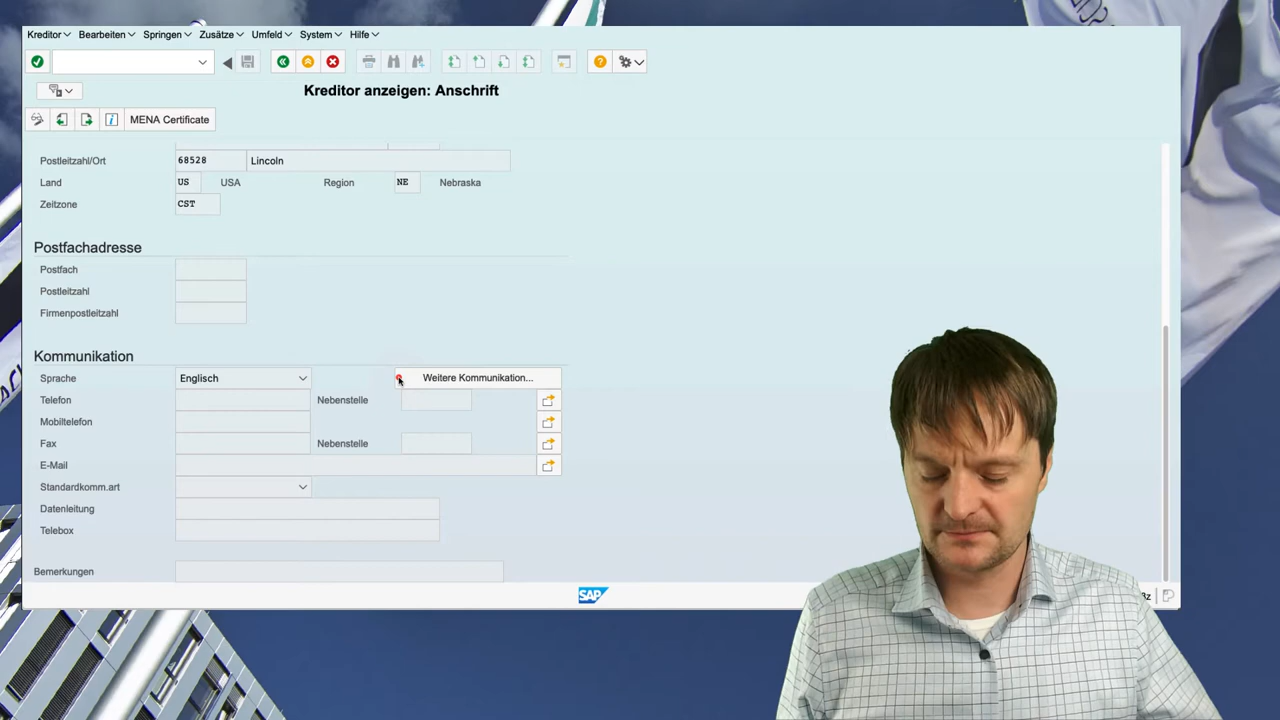 Kreditor Bearbeiten Springen Zusätze Umfeld System Hilfe
Kreditor anzeigen: Anschrift
MENA Certificate
Postleitzahl/Ort 68528 Lincoln
Land US USA Region NE Nebraska
Zeitzone CST
Postfachadresse
Postfach
Postleitzahl
Firmenpostleitzahl
Kommunikation
Sprache Englisch Weitere Kommunikation...
Telefon Nebenstelle
Mobiltelefon
Fax Nebenstelle
E-Mail
Standardkomm.art
Datenleitung
Telebox
Bemerkungen
SAP